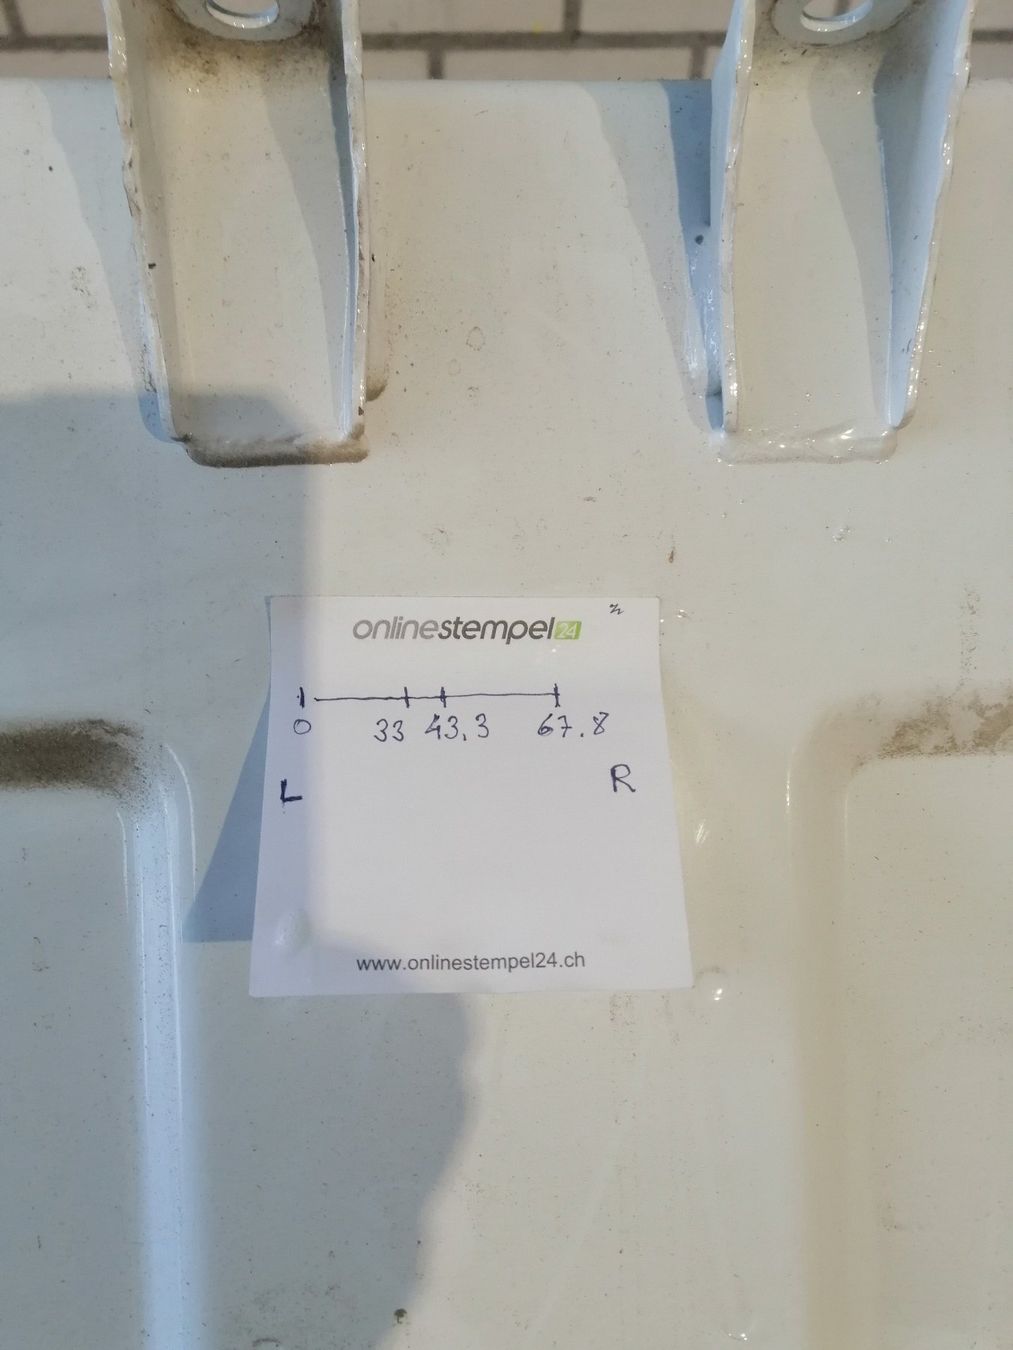 onlinestempel24
0 33 43,3 67.8
L R
www.onlinestempel24.ch